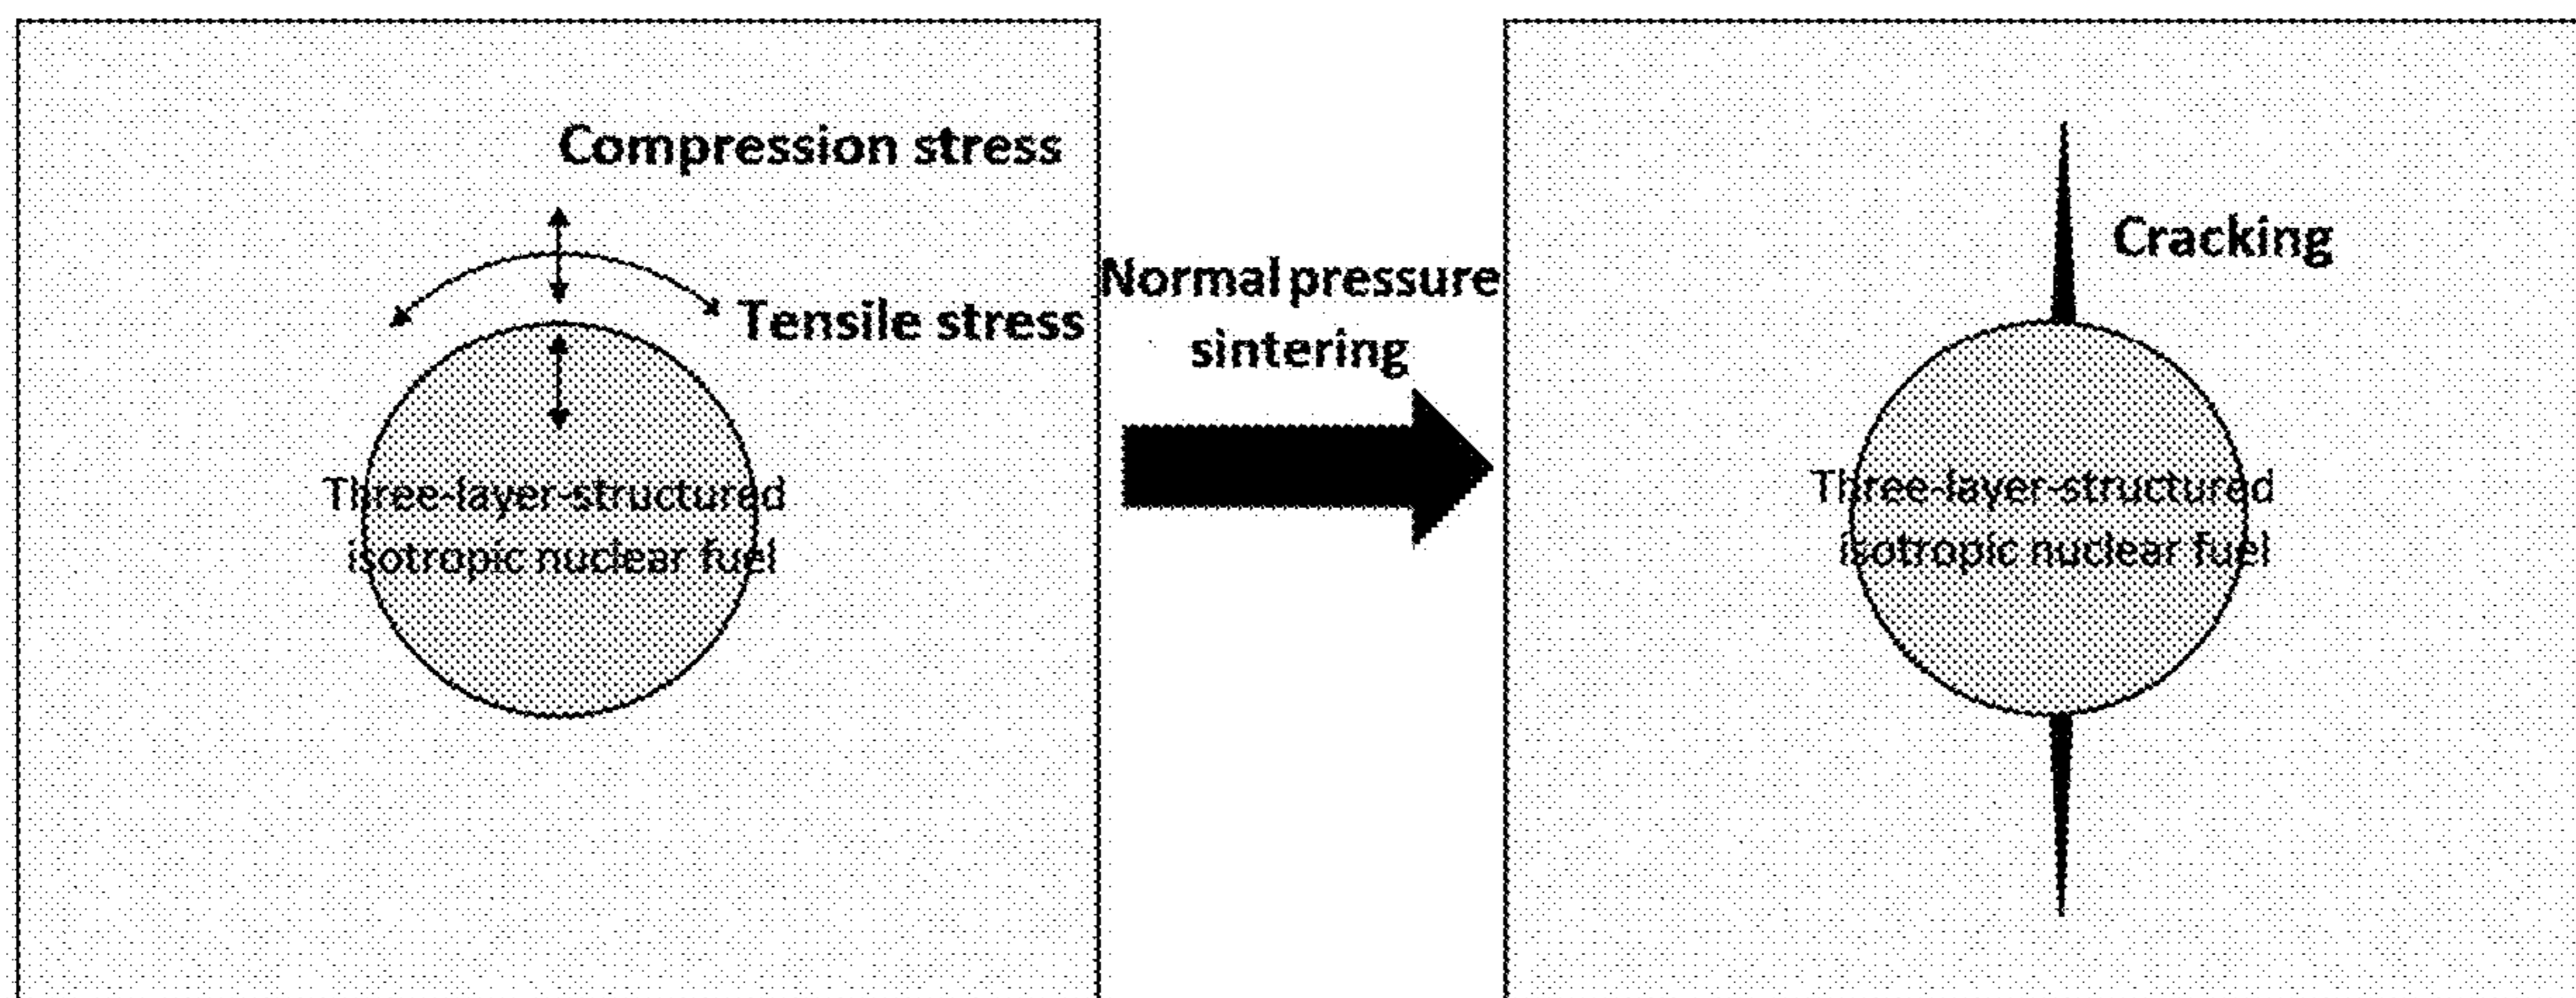 Compression stress
Tensile stress
Three-layer-structured
isotropic nuclear fuel
Normal pressure
sintering
Cracking
Three-layer-structured
isotropic nuclear fuel